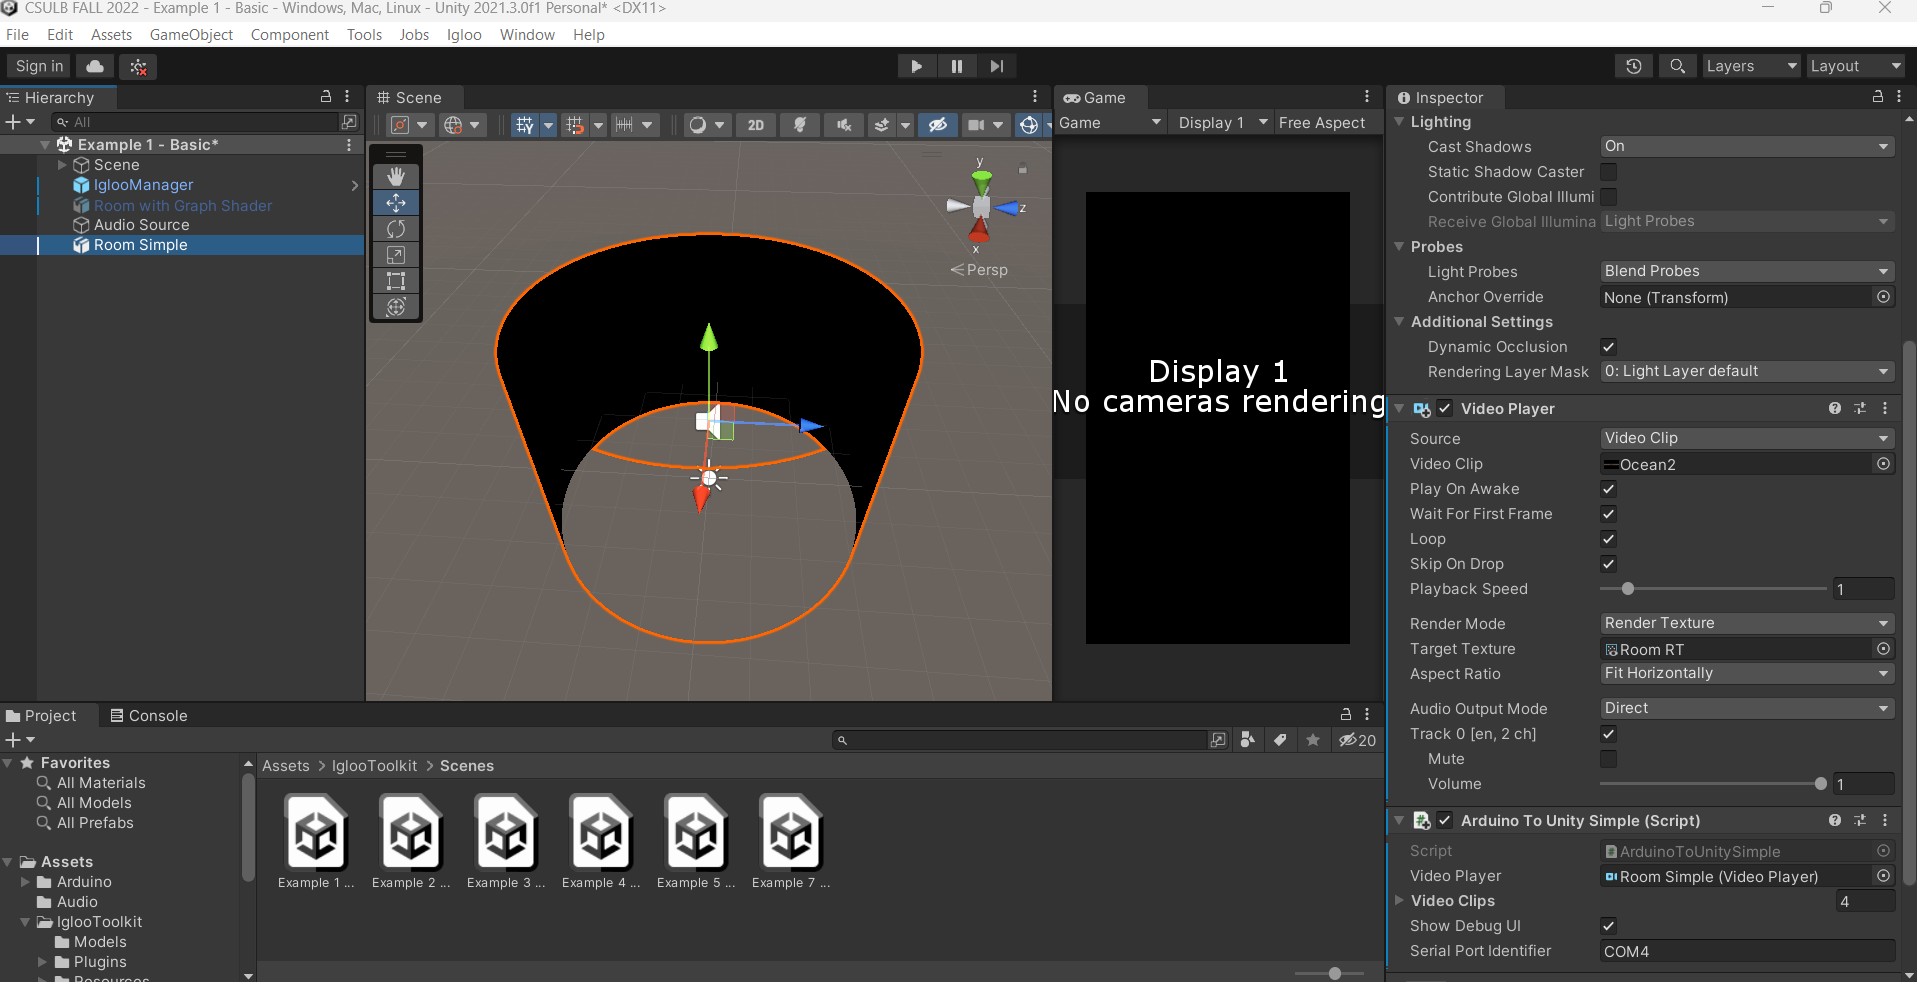 CSULB FALL 2022 - Example 1 - Basic - Windows, Mac, Linux - Unity 2021.3.0f1 Personal* <DX11>
File Edit Assets GameObject Component Tools Jobs Igloo Window Help
Sign in
Layers
Layout
Hierarchy
All
Example 1 - Basic*
Scene
IglooManager
Room with Graph Shader
Audio Source
Room Simple
Scene
2D
y
z
x
Persp
Game
Game
Display 1
Free Aspect
Display 1
No cameras rendering
Inspector
Lighting
Cast Shadows On
Static Shadow Caster
Contribute Global Illumi
Receive Global Illumina Light Probes
Probes
Light Probes Blend Probes
Anchor Override None (Transform)
Additional Settings
Dynamic Occlusion
Rendering Layer Mask 0: Light Layer default
Video Player
Source Video Clip
Video Clip Ocean2
Play On Awake
Wait For First Frame
Loop
Skip On Drop
Playback Speed 1
Render Mode Render Texture
Target Texture Room RT
Aspect Ratio Fit Horizontally
Audio Output Mode Direct
Track 0 [en, 2 ch]
Mute
Volume 1
Arduino To Unity Simple (Script)
Script ArduinoToUnitySimple
Video Player Room Simple (Video Player)
Video Clips 4
Show Debug UI
Serial Port Identifier COM4
Project Console
20
Favorites
All Materials
All Models
All Prefabs
Assets
Arduino
Audio
IglooToolkit
Models
Plugins
Resources
Assets > IglooToolkit > Scenes
Example 1 ... Example 2 ... Example 3 ... Example 4 ... Example 5 ... Example 7 ...